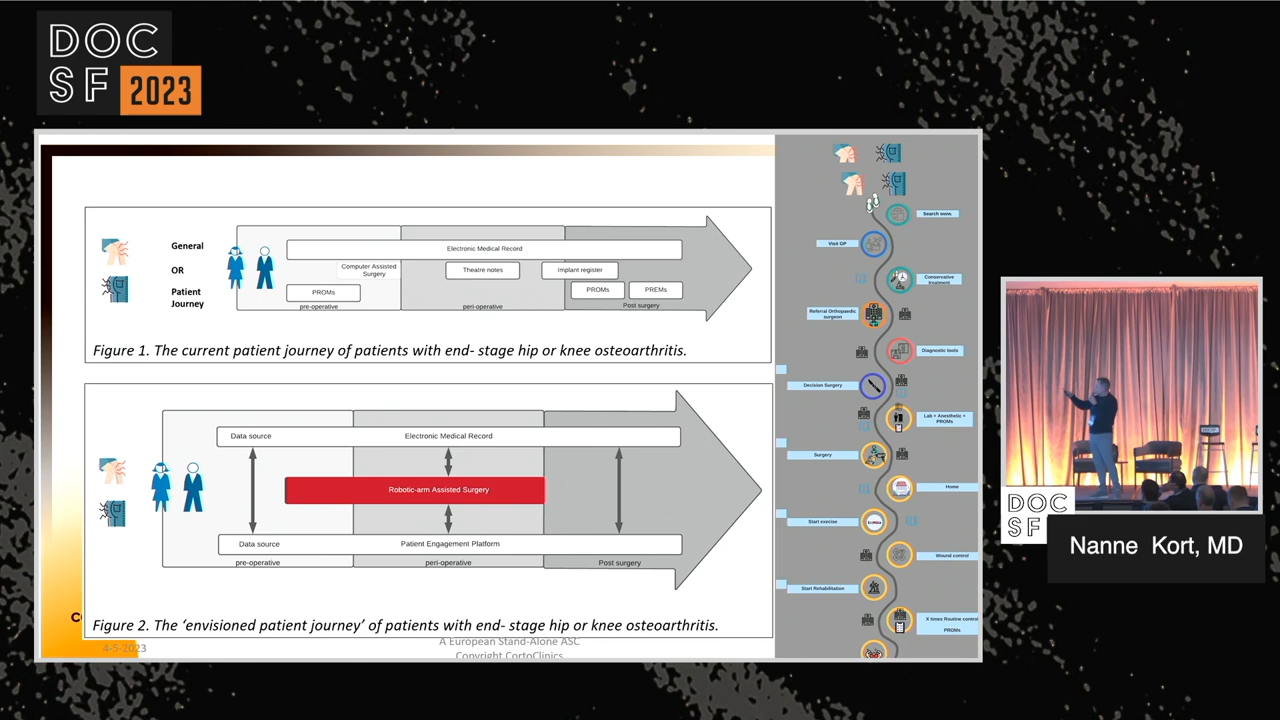 DOC
SF 2023
General
OR
Patient
Journey
Electronic Medical Record
Computer Assisted
Surgery
Theatre notes
Implant register
PROMs
PROMs
PREMs
pre-operative
peri-operative
Post surgery
Figure 1. The current patient journey of patients with end- stage hip or knee osteoarthritis.
Data source
Electronic Medical Record
Robotic-arm Assisted Surgery
Data source
Patient Engagement Platform
pre-operative
peri-operative
Post surgery
Figure 2. The ‘envisioned patient journey’ of patients with end- stage hip or knee osteoarthritis.
4-5-2023
A European Stand-Alone ASC
Copyright CortoClinics
Search www.
Visit GP
Conservative
treatment
Referral Orthopaedic
surgeon
Diagnostic tools
Decision Surgery
Lab + Anesthetic +
PROMs
Surgery
Home
Start exercise
Wound control
Start Rehabilitation
X times Routine control
PROMs
DOC
SF
Nanne Kort, MD